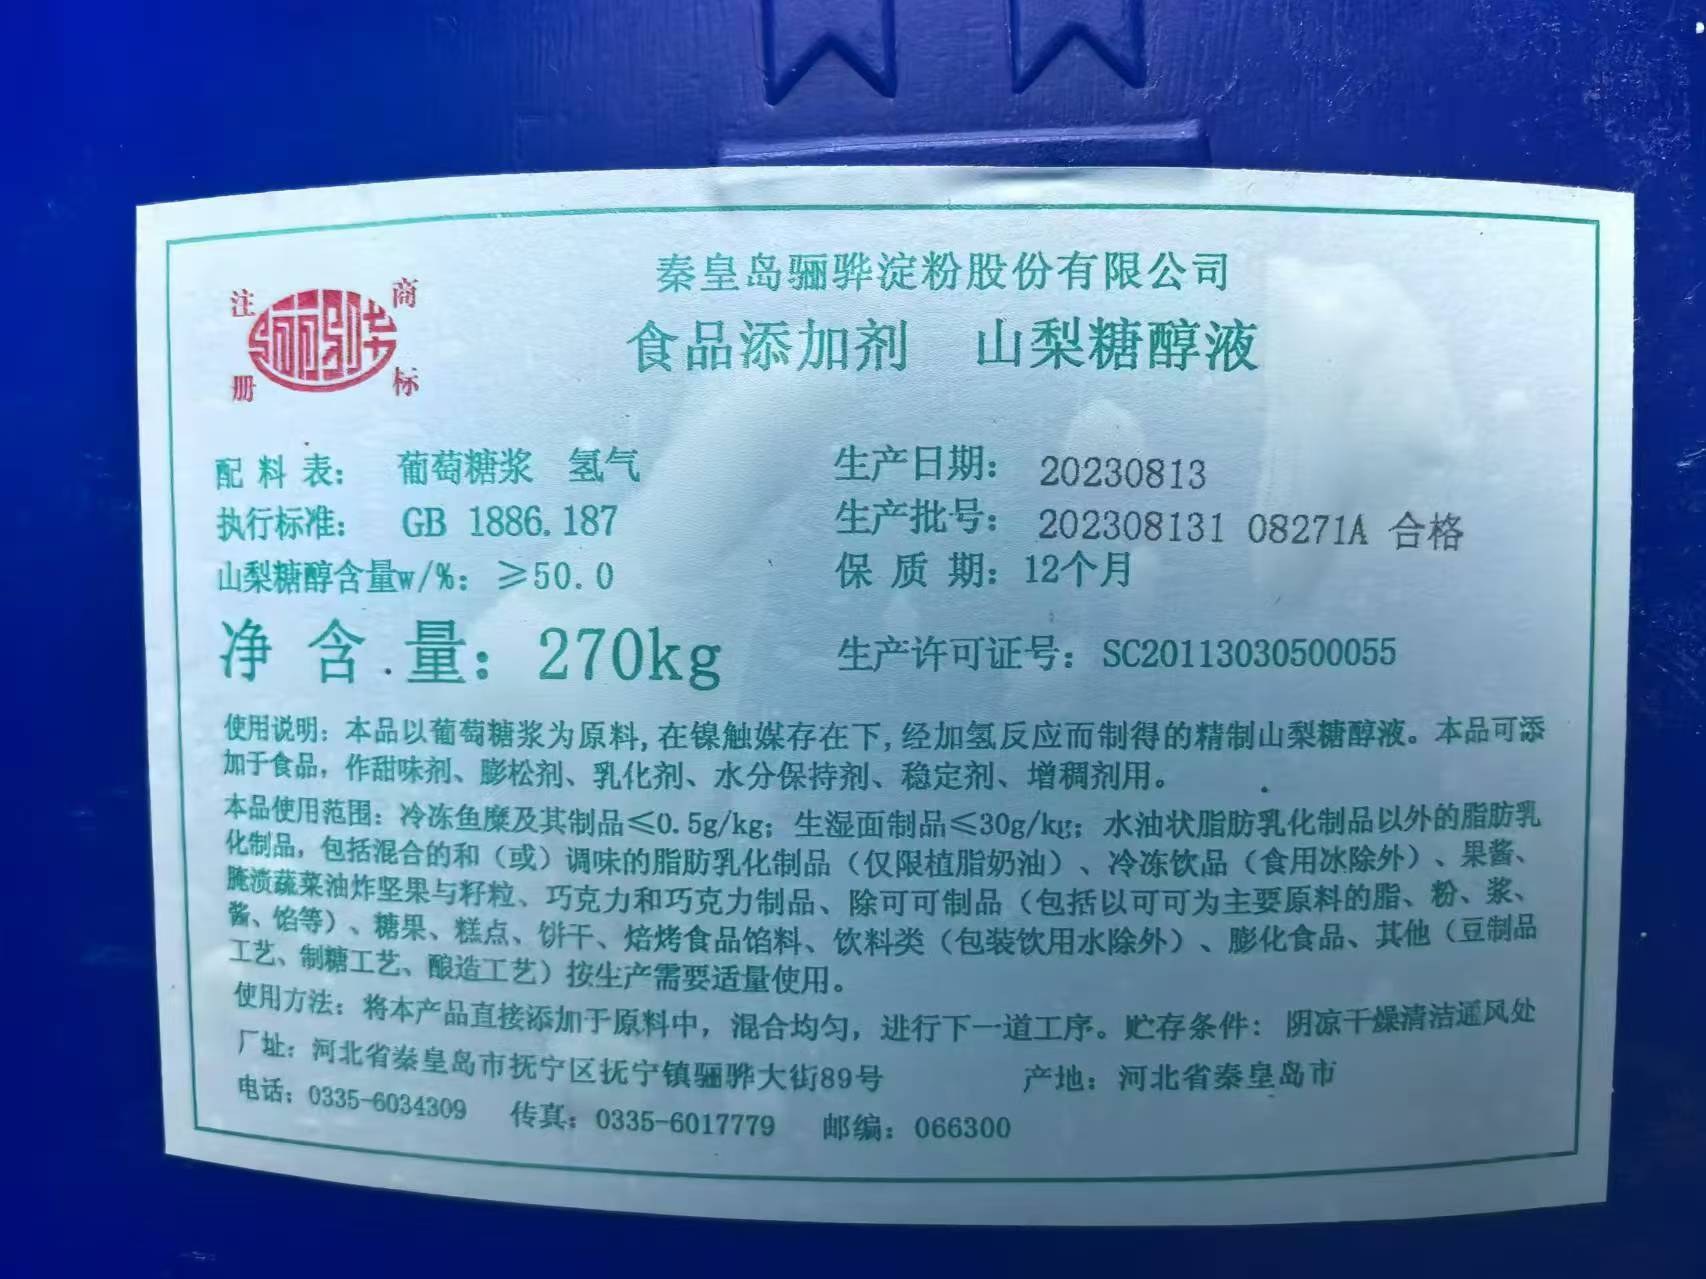 注册商标
骊骅
秦皇岛骊骅淀粉股份有限公司
食品添加剂 山梨糖醇液
配料表: 葡萄糖浆 氢气
执行标准: GB 1886.187
山梨糖醇含量w/%: ≥50.0
净含量: 270kg
生产日期: 20230813
生产批号: 202308131 08271A 合格
保质期: 12个月
生产许可证号: SC20113030500055
使用说明: 本品以葡萄糖浆为原料,在镍触媒存在下,经加氢反应而制得的精制山梨糖醇液。本品可添
加于食品，作甜味剂、膨松剂、乳化剂、水分保持剂、稳定剂、增稠剂用。
本品使用范围: 冷冻鱼糜及其制品≤0.5g/kg; 生湿面制品≤30g/kg; 水油状脂肪乳化制品以外的脂肪乳
化制品，包括混合的和（或）调味的脂肪乳化制品（仅限植脂奶油）、冷冻饮品（食用冰除外）、果酱、
腌渍蔬菜油炸坚果与籽粒、巧克力和巧克力制品、除可可制品（包括以可可为主要原料的脂、粉、浆、
酱、馅等）、糖果、糕点、饼干、焙烤食品馅料、饮料类（包装饮用水除外）、膨化食品、其他（豆制品
工艺、制糖工艺、酿造工艺）按生产需要适量使用。
使用方法: 将本产品直接添加于原料中，混合均匀，进行下一道工序。贮存条件: 阴凉干燥清洁通风处
厂址: 河北省秦皇岛市抚宁区抚宁镇骊骅大街89号 产地: 河北省秦皇岛市
电话: 0335-6034309 传真: 0335-6017779 邮编: 066300